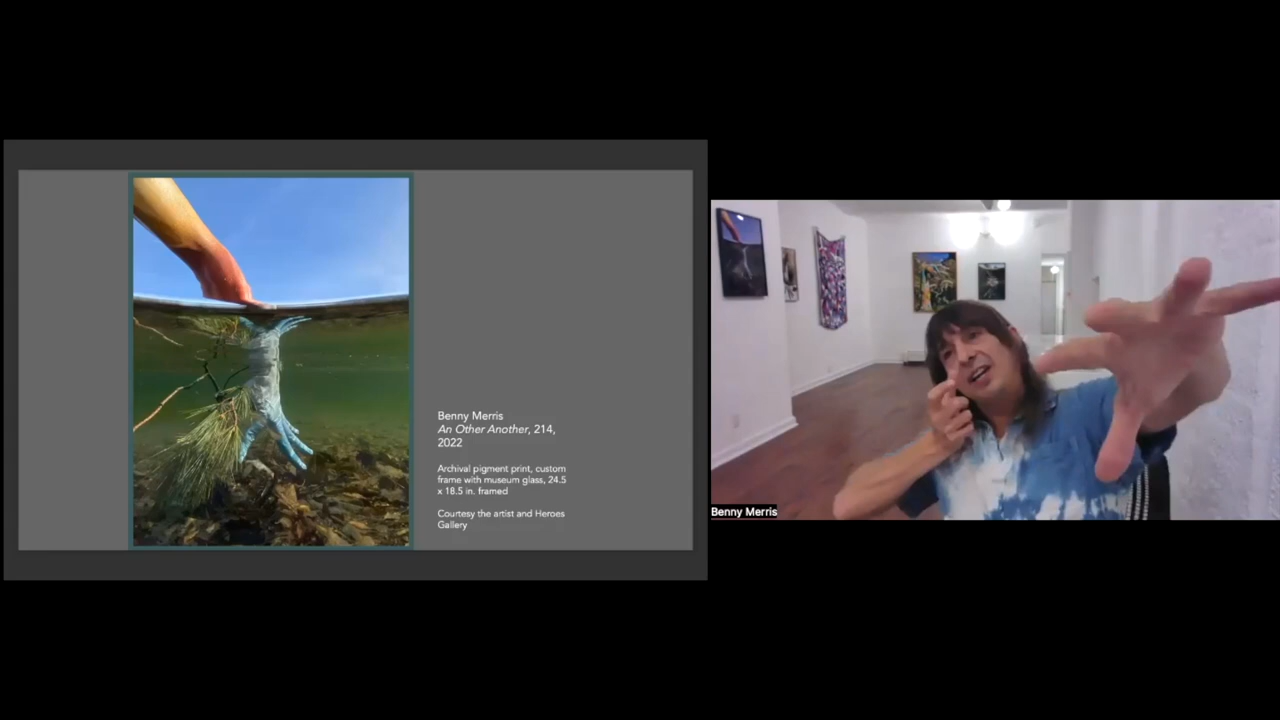 Benny Merris
An Other Another, 214,
2022
Archival pigment print, custom
frame with museum glass, 24.5
x 18.5 in. framed
Courtesy the artist and Heroes
Gallery
Benny Merris